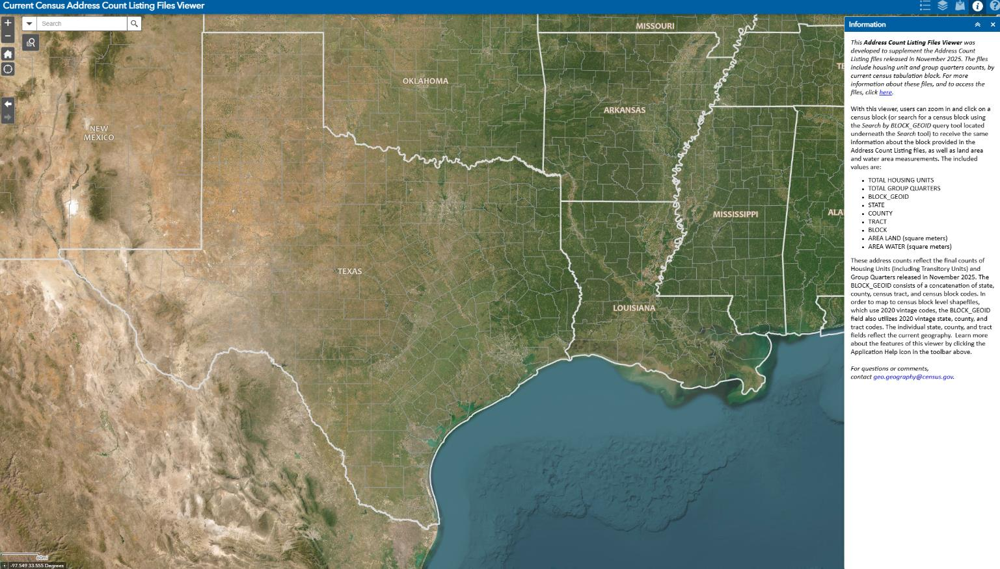 Current Census Address Count Listing Files Viewer
Search
MISSOURI
OKLAHOMA
ARKANSAS
NEW
MEXICO
MISSISSIPPI
TEXAS
LOUISIANA
60mi
-97.549 33.555 Degrees
Information
This Address Count Listing Files Viewer was
developed to supplement the Address Count
Listing files released in November 2025. The files
include housing unit and group quarters counts, by
current census tabulation block. For more
information about these files, and to access the
files, click here.
With this viewer, users can zoom in and click on a
census block (or search for a census block using
the Search by BLOCK_GEOID query tool located
underneath the Search tool) to receive the same
information about the block provided in the
Address Count Listing files, as well as land area
and water area measurements. The included
values are:
• TOTAL HOUSING UNITS
• TOTAL GROUP QUARTERS
• BLOCK_GEOID
• STATE
• COUNTY
• TRACT
• BLOCK
• AREA LAND (square meters)
• AREA WATER (square meters)
These address counts reflect the final counts of
Housing Units (including Transitory Units) and
Group Quarters released in November 2025. The
BLOCK_GEOID consists of a concatenation of state,
county, census tract, and census block codes. In
order to map to census block level shapefiles,
which use 2020 vintage codes, the BLOCK_GEOID
field also utilizes 2020 vintage state, county, and
tract codes. The individual state, county, and tract
fields reflect the current geography. Learn more
about the features of this viewer by clicking the
Application Help icon in the toolbar above.
For questions or comments,
contact geo.geography@census.gov.